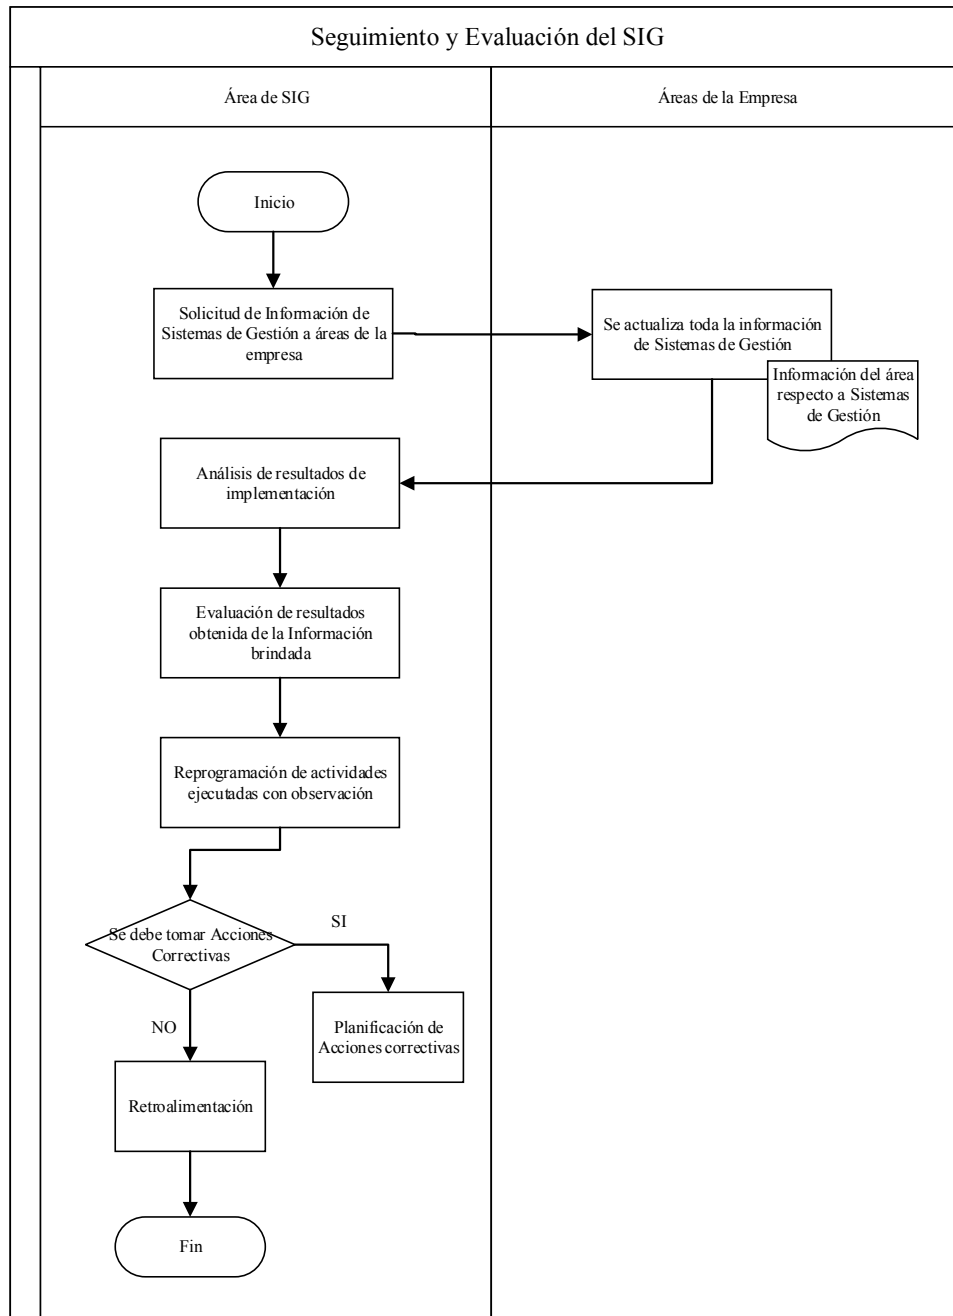 Seguimiento y Evaluación del SIG
Área de SIG
Áreas de la Empresa
Inicio
Solicitud de Información de
Sistemas de Gestión a áreas de la
empresa
Se actualiza toda la información
de Sistemas de Gestión
Información del área
respecto a Sistemas
de Gestión
Análisis de resultados de
implementación
Evaluación de resultados
obtenida de la Información
brindada
Reprogramación de actividades
ejecutadas con observación
Se debe tomar Acciones
Correctivas
SI
Planificación de
Acciones correctivas
NO
Retroalimentación
Fin